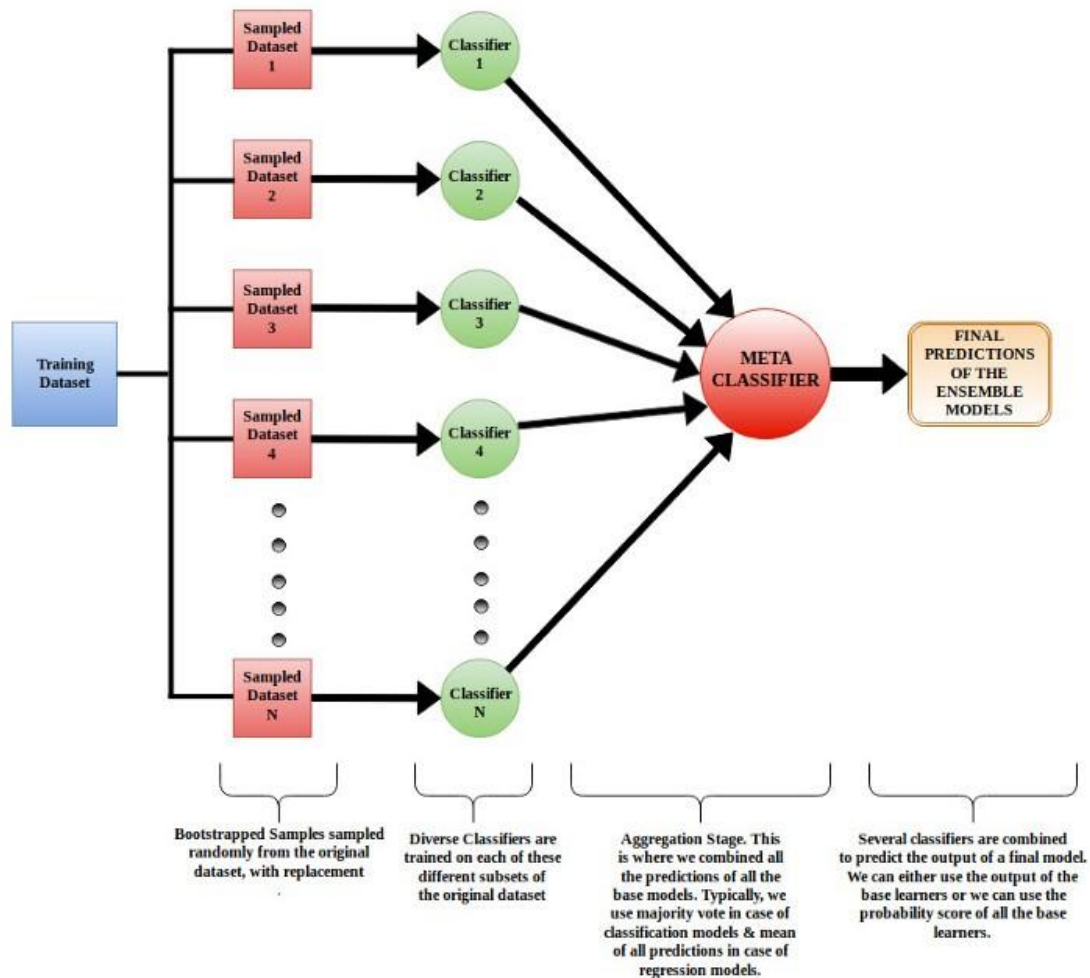 Sampled
Dataset
1
Classifier
1
Sampled
Dataset
2
Classifier
2
Sampled
Dataset
3
Classifier
3
Training
Dataset
META
CLASSIFIER
FINAL
PREDICTIONS
OF THE
ENSEMBLE
MODELS
Sampled
Dataset
4
Classifier
4
Sampled
Dataset
N
Classifier
N
Bootstrapped Samples sampled
randomly from the original
dataset, with replacement
.
Diverse Classifiers are
trained on each of these
different subsets of
the original dataset
Aggregation Stage. This
is where we combined all
the predictions of all the
base models. Typically, we
use majority vote in case of
classification models & mean
of all predictions in case of
regression models.
Several classifiers are combined
to predict the output of a final model.
We can either use the output of the
base learners or we can use the
probability score of all the base
learners.